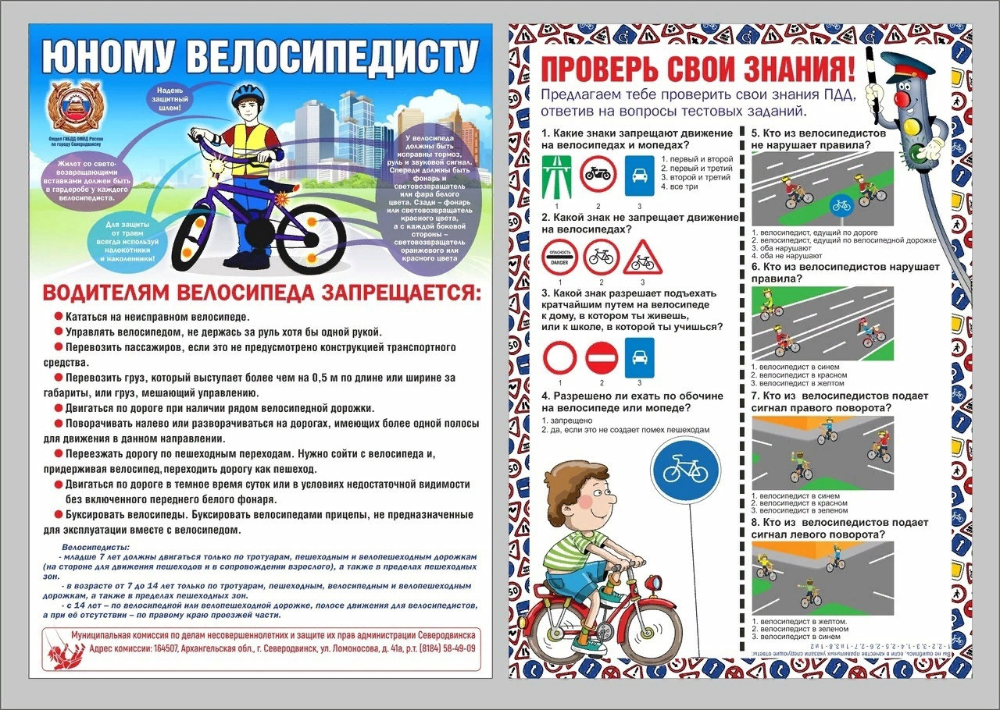 ЮНОМУ ВЕЛОСИПЕДИСТУ
Отдел ГИБДД ОМВД России
по городу Северодвинску
Надень
защитный
шлем!
Жилет со свето-
возвращающими
вставками должен быть
в гардеробе у каждого
велосипедиста.
Для защиты
от травм
всегда используй
налокотники
и наколенники!
У велосипеда
должны быть
исправны тормоз,
руль и звуковой сигнал.
Спереди должны быть
фонарь и
световозвращатель
или фара белого
цвета. Сзади – фонарь
или световозвращатель
красного цвета,
а с каждой боковой
стороны –
световозвращатель
оранжевого или
красного цвета
ВОДИТЕЛЯМ ВЕЛОСИПЕДА ЗАПРЕЩАЕТСЯ:
● Кататься на неисправном велосипеде.
● Управлять велосипедом, не держась за руль хотя бы одной рукой.
● Перевозить пассажиров, если это не предусмотрено конструкцией транспортного
средства.
● Перевозить груз, который выступает более чем на 0,5 м по длине или ширине за
габариты, или груз, мешающий управлению.
● Двигаться по дороге при наличии рядом велосипедной дорожки.
● Поворачивать налево или разворачиваться на дорогах, имеющих более одной полосы
для движения в данном направлении.
● Переезжать дорогу по пешеходным переходам. Нужно сойти с велосипеда и,
придерживая велосипед,переходить дорогу как пешеход.
● Двигаться по дороге в темное время суток или в условиях недостаточной видимости
без включенного переднего белого фонаря.
● Буксировать велосипеды. Буксировать велосипедами прицепы, не предназначенные
для эксплуатации вместе с велосипедом.
Велосипедисты:
- младше 7 лет должны двигаться только по тротуарам, пешеходным и велопешеходным дорожкам
(на стороне для движения пешеходов и в сопровождении взрослого), а также в пределах пешеходных
зон.
- в возрасте от 7 до 14 лет только по тротуарам, пешеходным, велосипедным и велопешеходным
дорожкам, а также в пределах пешеходных зон.
- с 14 лет – по велосипедной или велопешеходной дорожке, полосе движения для велосипедистов,
а при её отсутствии – по правому краю проезжей части.
Муниципальная комиссия по делам несовершеннолетних и защите их прав администрации Северодвинска
Адрес комиссии: 164507, Архангельская обл., г. Северодвинск, ул. Ломоносова, д. 41а, р.т. (8184) 58-49-09
ПРОВЕРЬ СВОИ ЗНАНИЯ!
Предлагаем тебе проверить свои знания ПДД,
ответив на вопросы тестовых заданий.
1. Какие знаки запрещают движение
на велосипедах и мопедах?
1. первый и второй
2. первый и третий
3. второй и третий
4. все три
1 2 3
2. Какой знак не запрещает движение
на велосипедах?
ОПАСНОСТЬ
DANGER
1 2 3
3. Какой знак разрешает подъехать
кратчайшим путем на велосипеде
к дому, в котором ты живешь,
или к школе, в которой ты учишься?
1 2 3
4. Разрешено ли ехать по обочине
на велосипеде или мопеде?
1. запрещено
2. да, если это не создает помех пешеходам
5. Кто из велосипедистов
не нарушает правила?
1. велосипедист, едущий по дороге
2. велосипедист, едущий по велосипедной дорожке
3. оба нарушают
4. оба не нарушают
6. Кто из велосипедистов нарушает
правила?
1. велосипедист в синем
2. велосипедист в красном
3. велосипедист в желтом
7. Кто из велосипедистов подает
сигнал правого поворота?
1. велосипедист в синем
2. велосипедист в красном
3. велосипедист в зеленом
8. Кто из велосипедистов подает
сигнал левого поворота?
1. велосипедист в желтом.
2. велосипедист в зеленом
3. велосипедист в синем
Вы не ошиблись, если в качестве правильных указали следующие ответы: